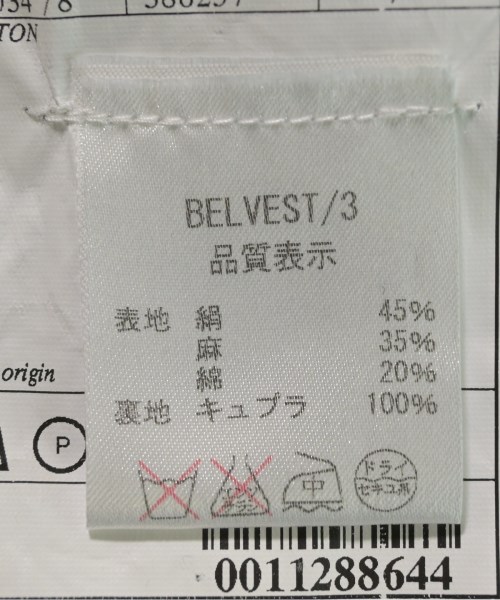 TON
BELVEST/3
品質表示
表地 絹 45%
麻 35%
綿 20%
裏地 キュプラ 100%
origin
P
中
ドライ
セキユ系
0011288644